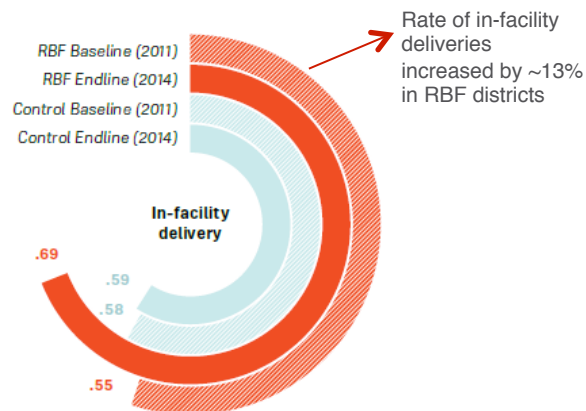 RBF Baseline (2011)
RBF Endline (2014)
Control Baseline (2011)
Control Endline (2014)
Rate of in-facility
deliveries
increased by ~13%
in RBF districts
In-facility
delivery
.69
.59
.58
.55